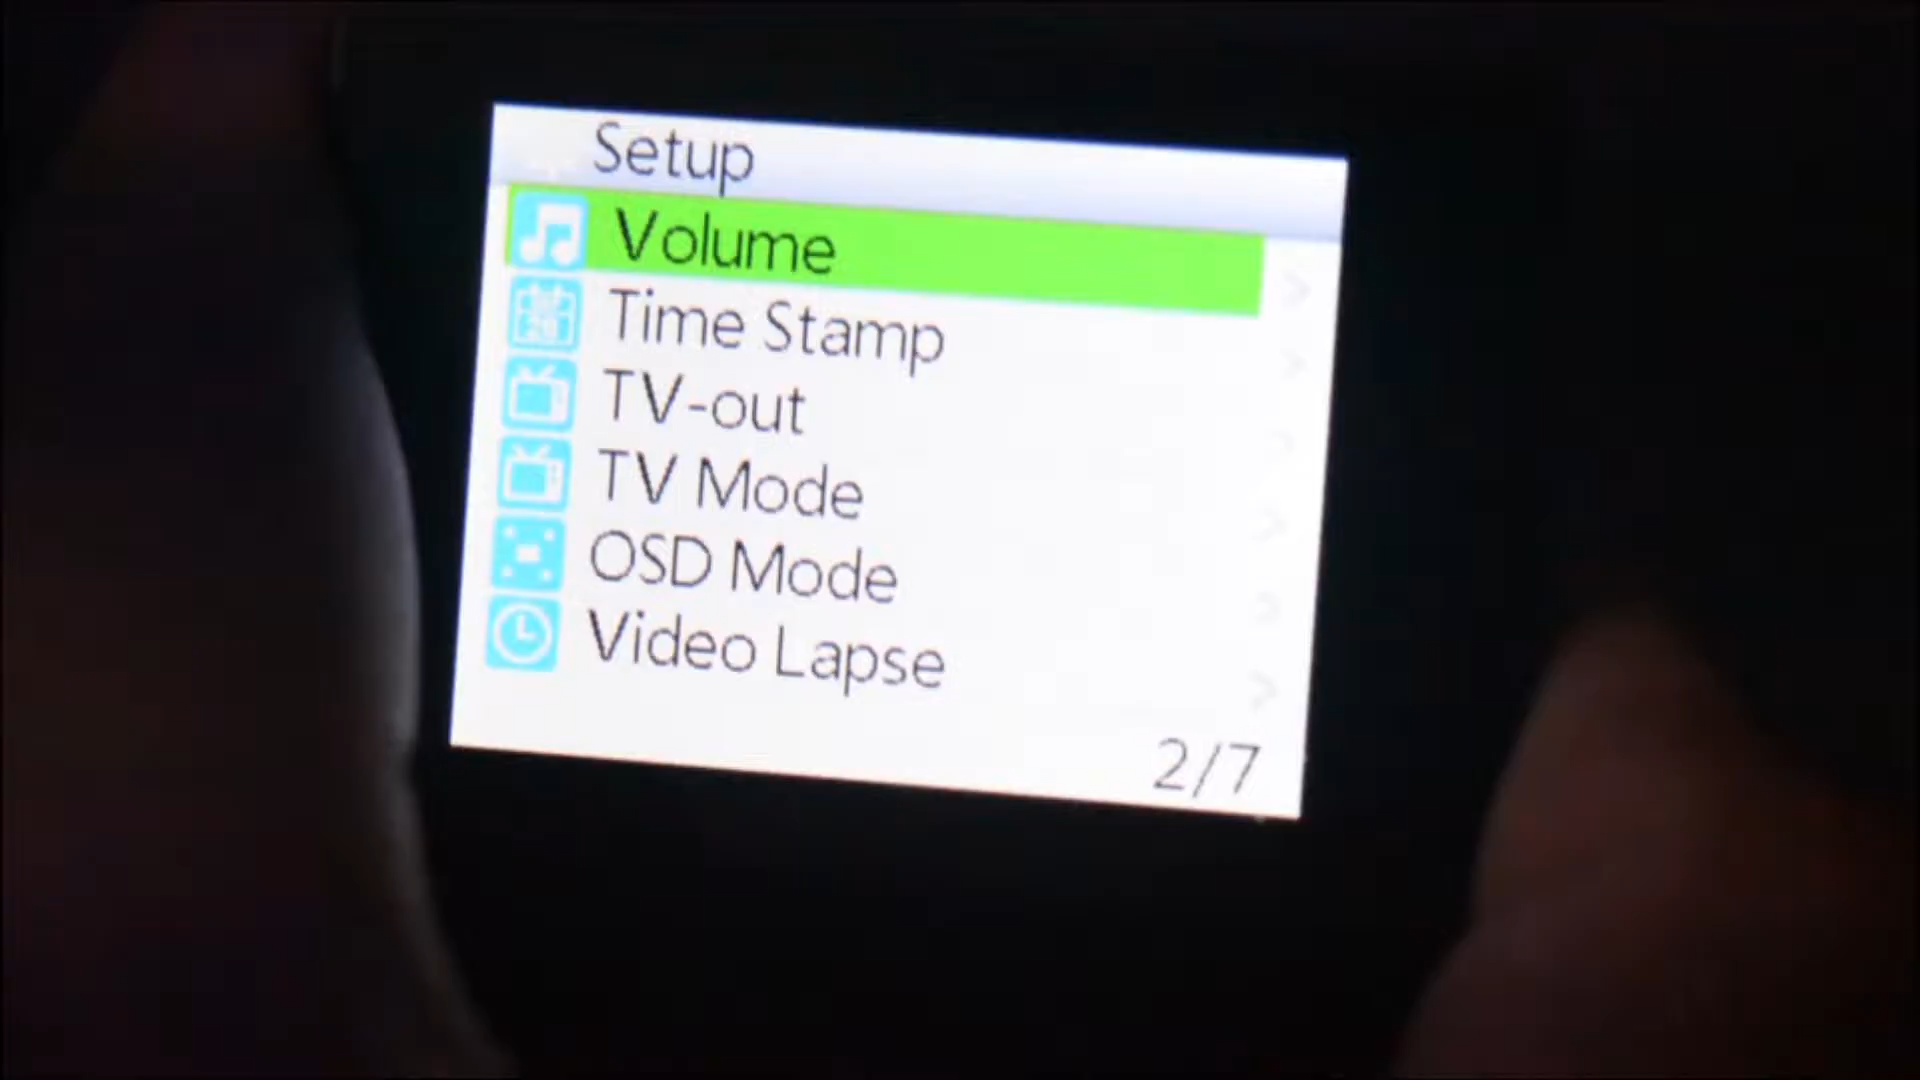 Setup
Volume
Time Stamp
TV-out
TV Mode
OSD Mode
Video Lapse
2/7